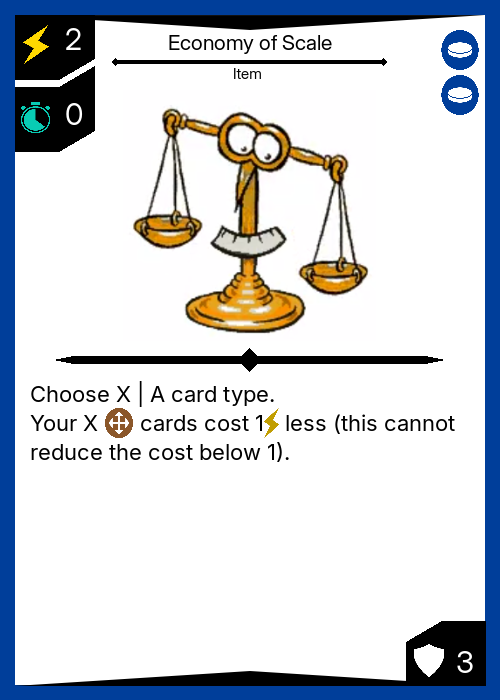 2
Economy of Scale
Item
0
Choose X | A card type.
Your X cards cost 1 less (this cannot
reduce the cost below 1).
3